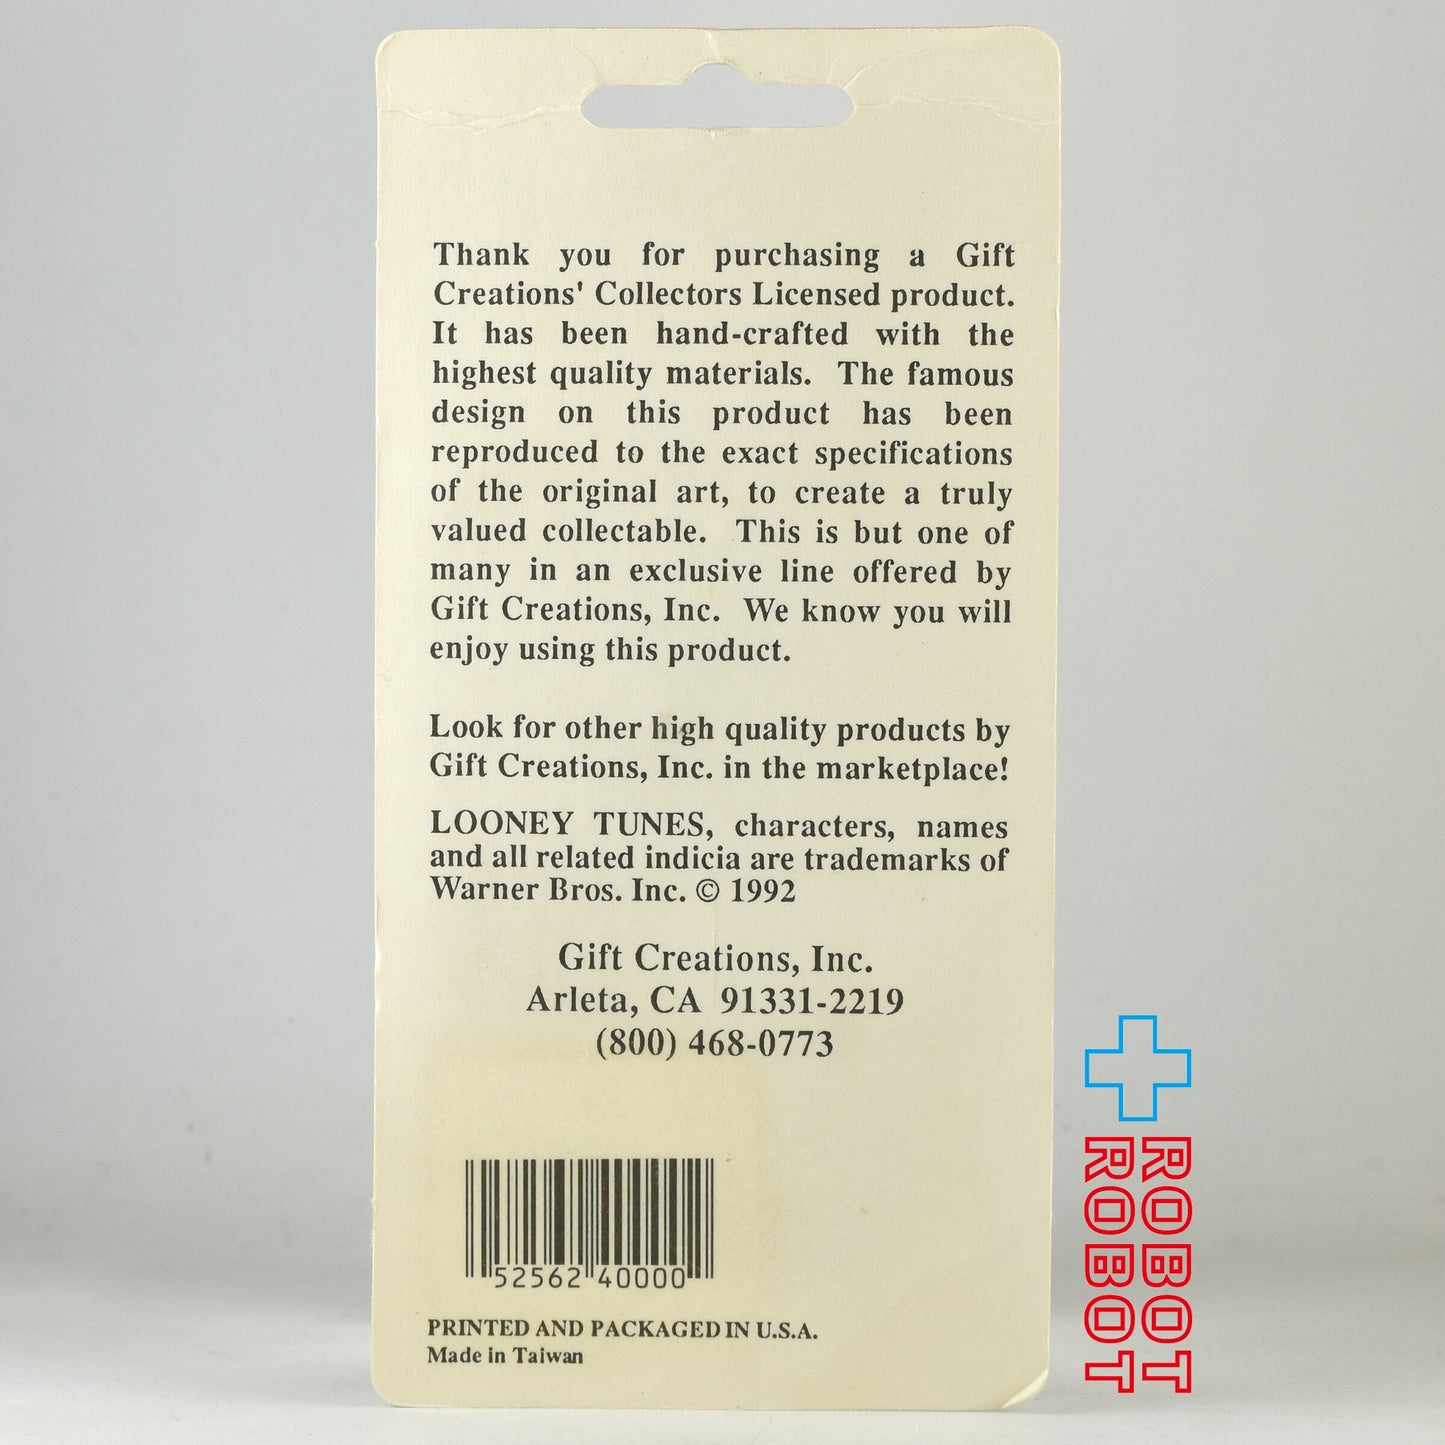 Thank you for purchasing a Gift
Creations' Collectors Licensed product.
It has been hand-crafted with the
highest quality materials. The famous
design on this product has been
reproduced to the exact specifications
of the original art, to create a truly
valued collectable. This is but one of
many in an exclusive line offered by
Gift Creations, Inc. We know you will
enjoy using this product.
Look for other high quality products by
Gift Creations, Inc. in the marketplace!
LOONEY TUNES, characters, names
and all related indicia are trademarks of
Warner Bros. Inc. © 1992
Gift Creations, Inc.
Arleta, CA 91331-2219
(800) 468-0773
52562 40000
PRINTED AND PACKAGED IN U.S.A.
Made in Taiwan
ROBOT
ROBOT